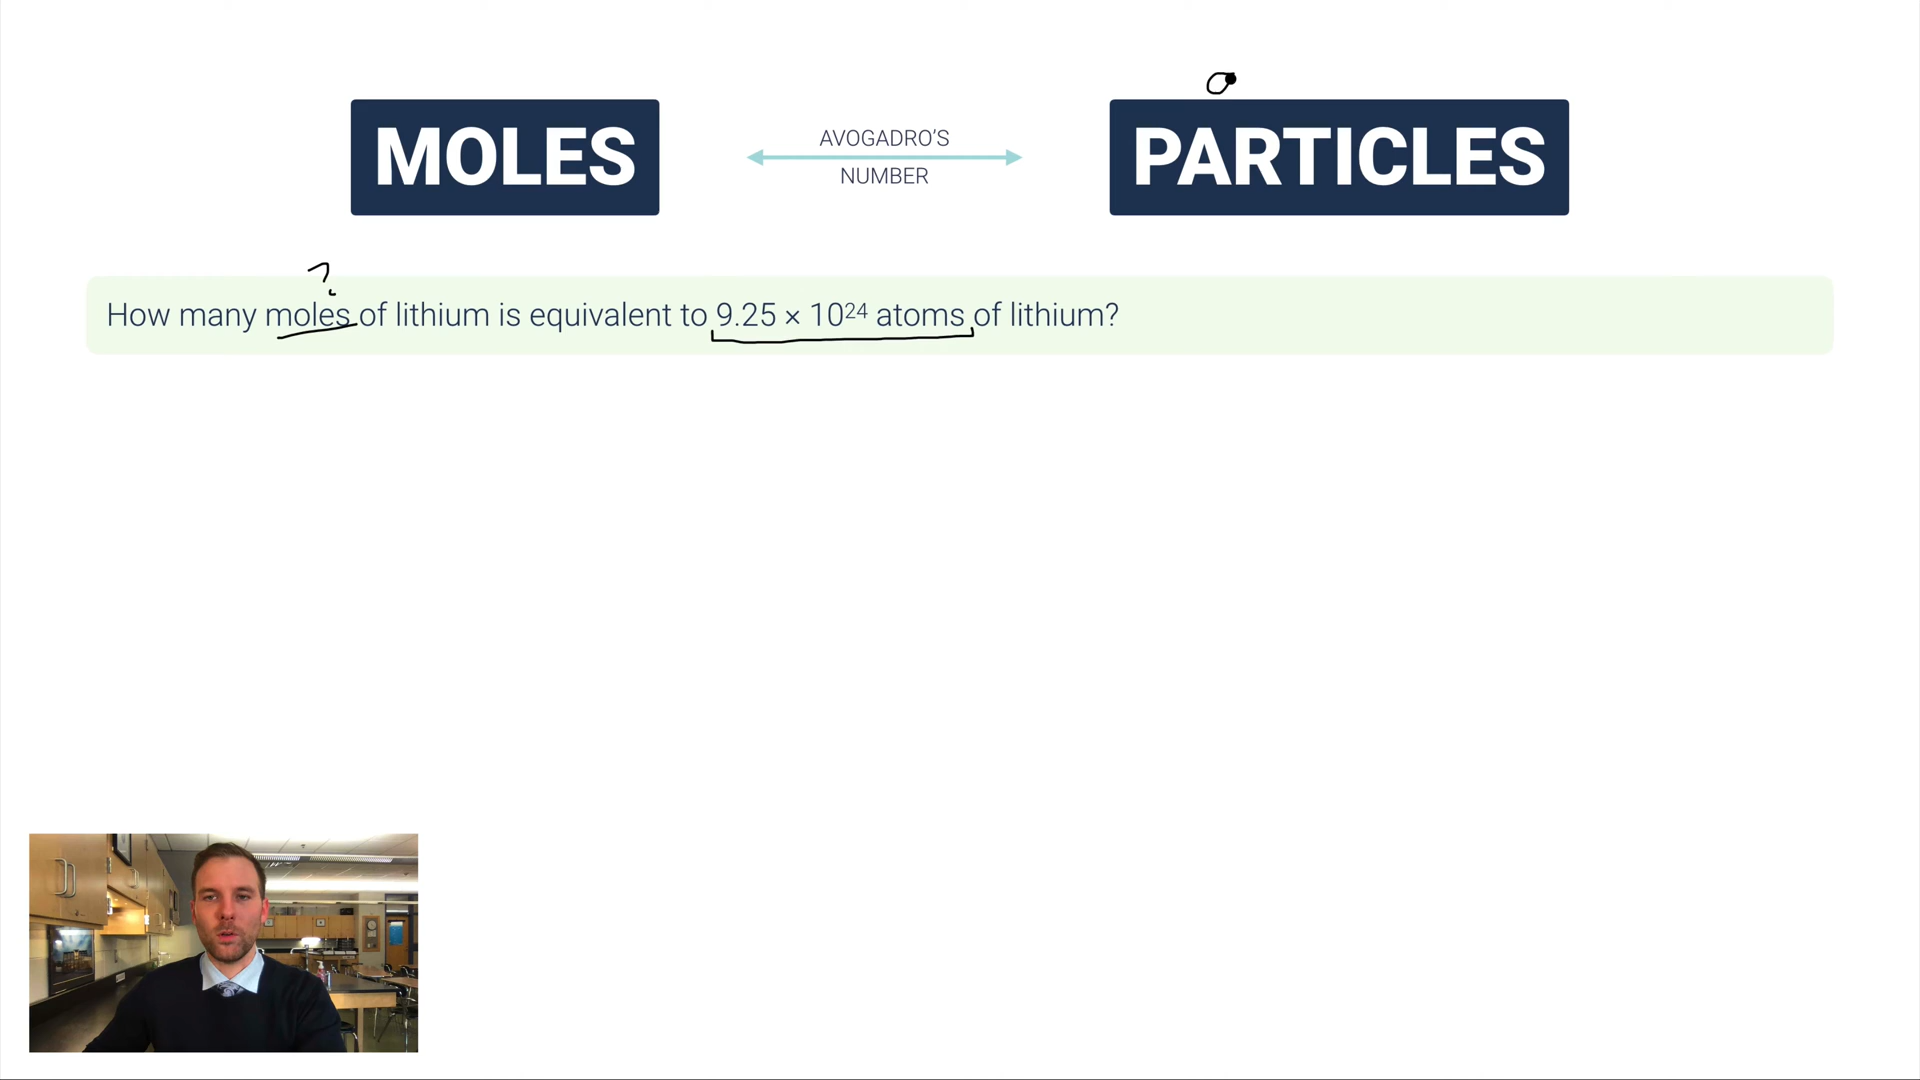 MOLES
AVOGADRO'S
NUMBER
PARTICLES
?
How many moles of lithium is equivalent to 9.25 × 10²⁴ atoms of lithium?